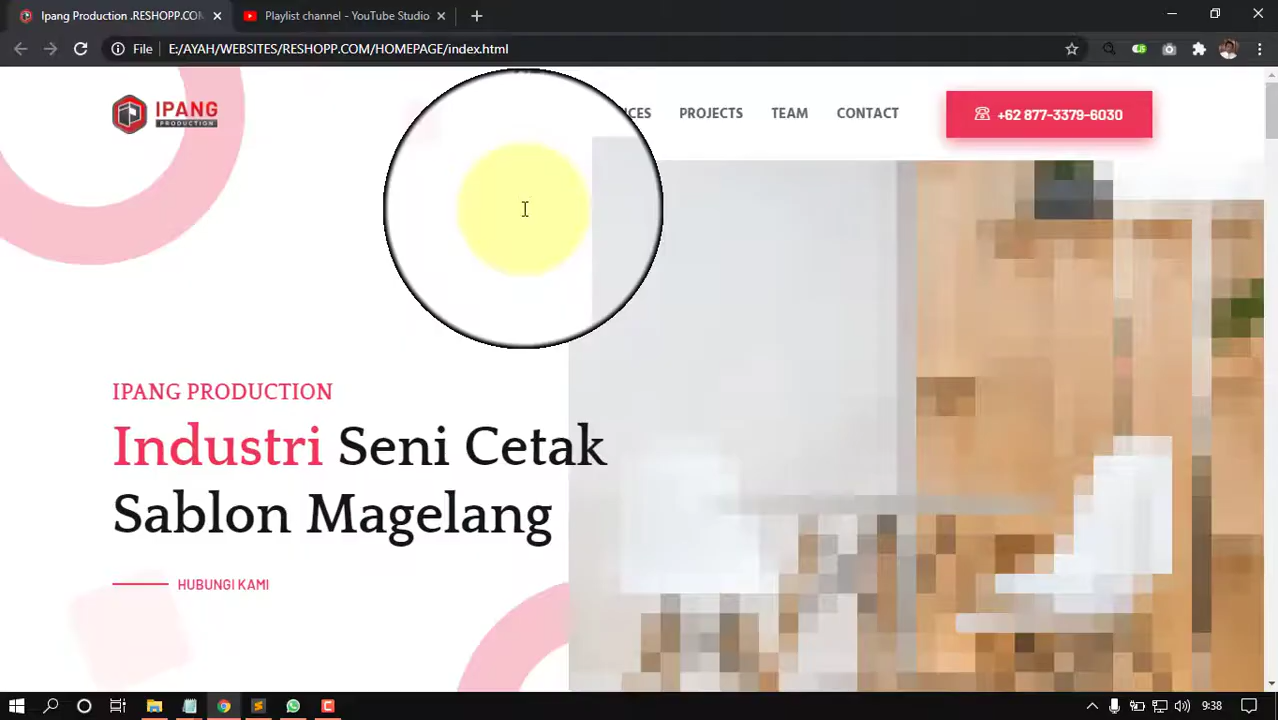 Ipang Production .RESHOPP.COM
Playlist channel - YouTube Studio
File
E:/AYAH/WEBSITES/RESHOPP.COM/HOMEPAGE/index.html
IPANG
PRODUCTION
PROJECTS
TEAM
CONTACT
+62 877-3379-6030
IPANG PRODUCTION
Industri Seni Cetak
Sablon Magelang
HUBUNGI KAMI
9:38